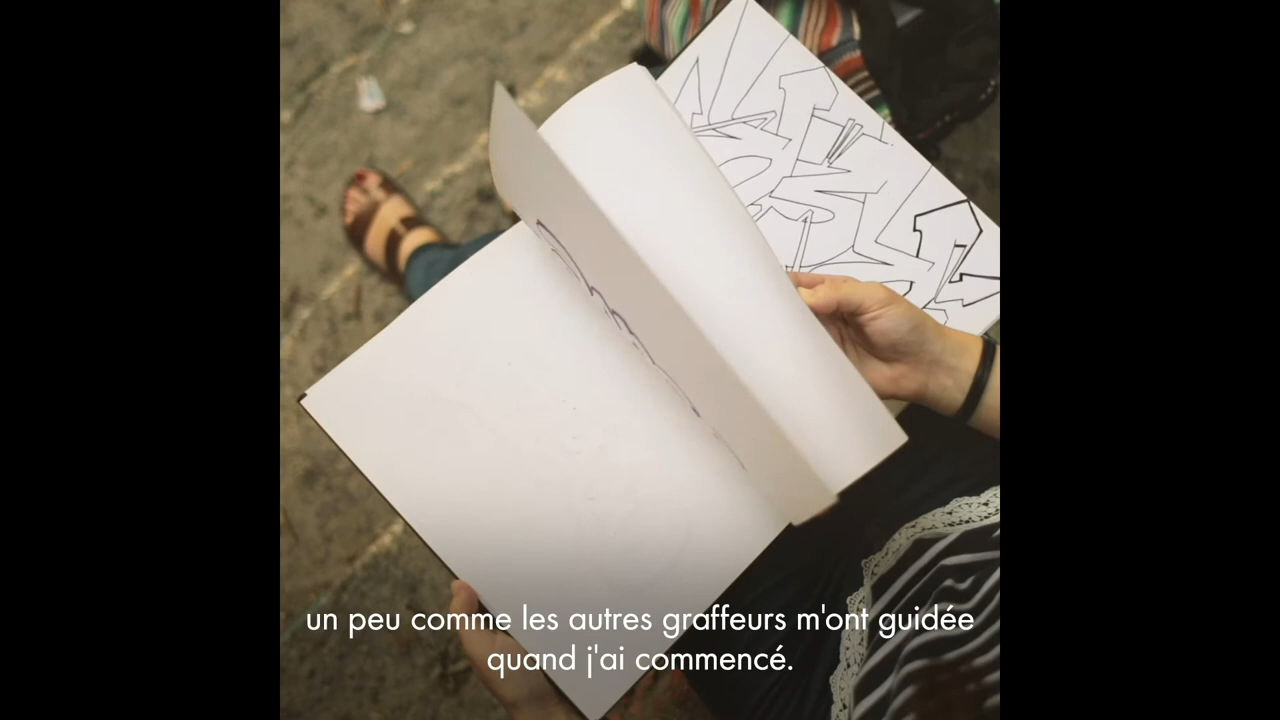 un peu comme les autres graffeurs m'ont guidée
quand j'ai commencé.